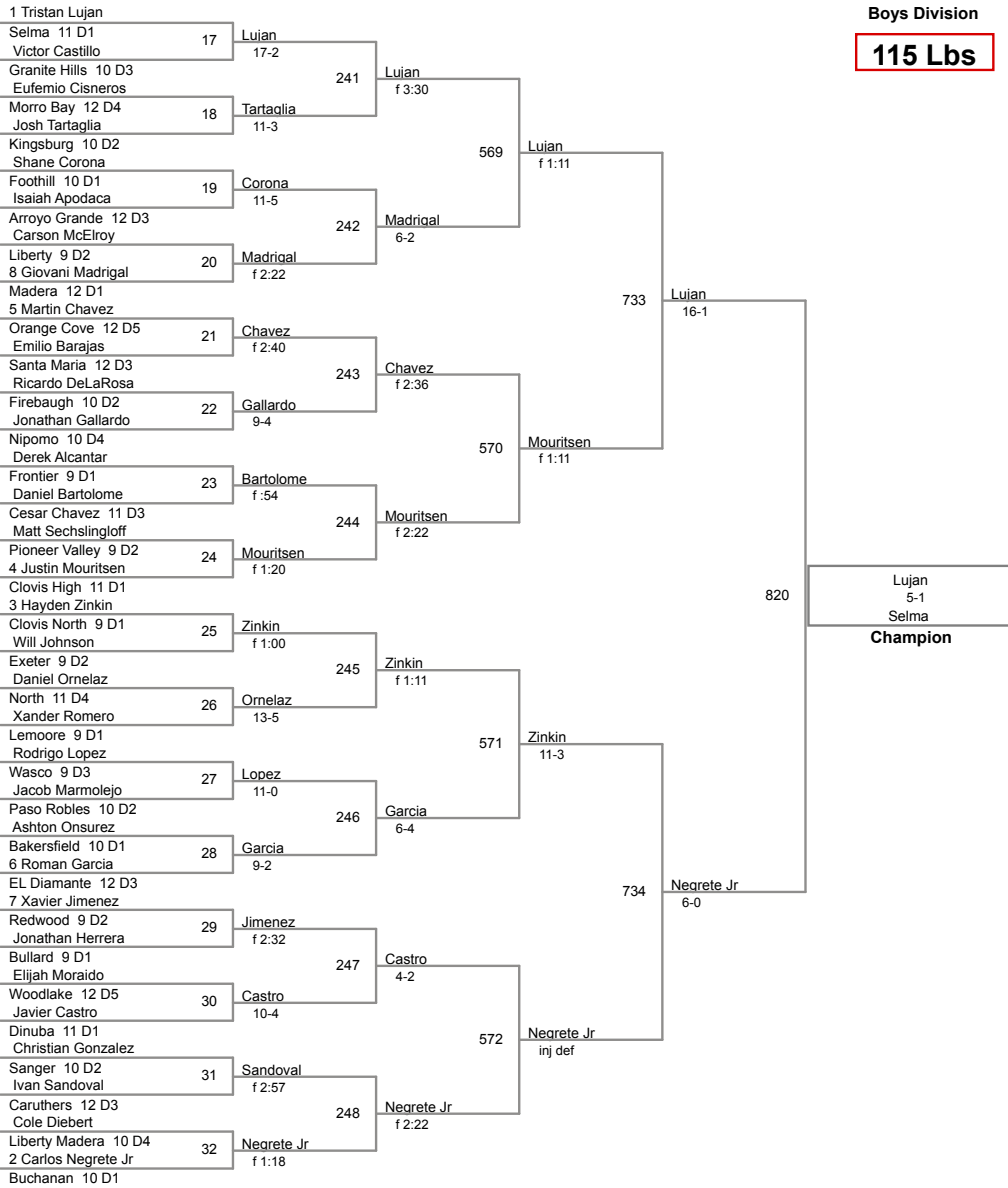 Boys Division
115 Lbs
1 Tristan Lujan
Selma 11 D1
Victor Castillo
Granite Hills 10 D3
Eufemio Cisneros
Morro Bay 12 D4
Josh Tartaglia
Kingsburg 10 D2
Shane Corona
Foothill 10 D1
Isaiah Apodaca
Arroyo Grande 12 D3
Carson McElroy
Liberty 9 D2
8 Giovani Madrigal
Madera 12 D1
5 Martin Chavez
Orange Cove 12 D5
Emilio Barajas
Santa Maria 12 D3
Ricardo DeLaRosa
Firebaugh 10 D2
Jonathan Gallardo
Nipomo 10 D4
Derek Alcantar
Frontier 9 D1
Daniel Bartolome
Cesar Chavez 11 D3
Matt Sechslingloff
Pioneer Valley 9 D2
4 Justin Mouritsen
Clovis High 11 D1
3 Hayden Zinkin
Clovis North 9 D1
Will Johnson
Exeter 9 D2
Daniel Ornelaz
North 11 D4
Xander Romero
Lemoore 9 D1
Rodrigo Lopez
Wasco 9 D3
Jacob Marmolejo
Paso Robles 10 D2
Ashton Onsurez
Bakersfield 10 D1
6 Roman Garcia
EL Diamante 12 D3
7 Xavier Jimenez
Redwood 9 D2
Jonathan Herrera
Bullard 9 D1
Elijah Moraido
Woodlake 12 D5
Javier Castro
Dinuba 11 D1
Christian Gonzalez
Sanger 10 D2
Ivan Sandoval
Caruthers 12 D3
Cole Diebert
Liberty Madera 10 D4
2 Carlos Negrete Jr
Buchanan 10 D1
17
18
19
20
21
22
23
24
25
26
27
28
29
30
31
32
Lujan
17-2
Tartaglia
11-3
Corona
11-5
Madrigal
f 2:22
Chavez
f 2:40
Gallardo
9-4
Bartolome
f :54
Mouritsen
f 1:20
Zinkin
f 1:00
Ornelaz
13-5
Lopez
11-0
Garcia
9-2
Jimenez
f 2:32
Castro
10-4
Sandoval
f 2:57
Negrete Jr
f 1:18
241
242
243
244
245
246
247
248
Lujan
f 3:30
Madrigal
6-2
Chavez
f 2:36
Mouritsen
f 2:22
Zinkin
f 1:11
Garcia
6-4
Castro
4-2
Negrete Jr
f 2:22
569
570
571
572
Lujan
f 1:11
Mouritsen
f 1:11
Zinkin
11-3
Negrete Jr
inj def
733
734
Lujan
16-1
Negrete Jr
6-0
820
Lujan
5-1
Selma
Champion